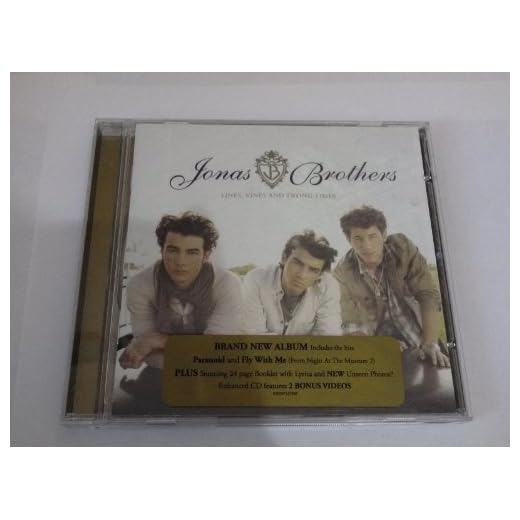 Jonas JB Brothers
LINES, VINES AND TRYING TIMES
BRAND NEW ALBUM Includes the hits
Paranoid and Fly With Me (From Night At The Museum 2)
PLUS Stunning 24 page Booklet with Lyrics and NEW Unseen Photos!
Enhanced CD features 2 BONUS VIDEOS